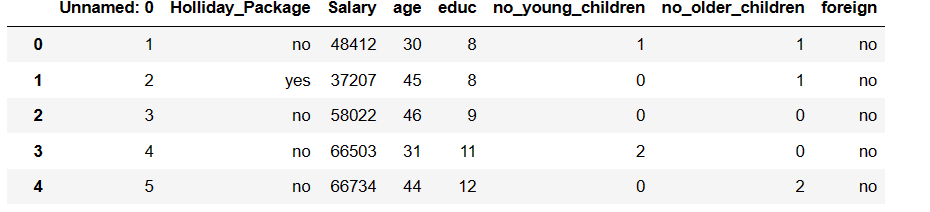 Unnamed: 0 Holliday_Package Salary age educ no_young_children no_older_children foreign
0 1 no 48412 30 8 1 1 no
1 2 yes 37207 45 8 0 1 no
2 3 no 58022 46 9 0 0 no
3 4 no 66503 31 11 2 0 no
4 5 no 66734 44 12 0 2 no